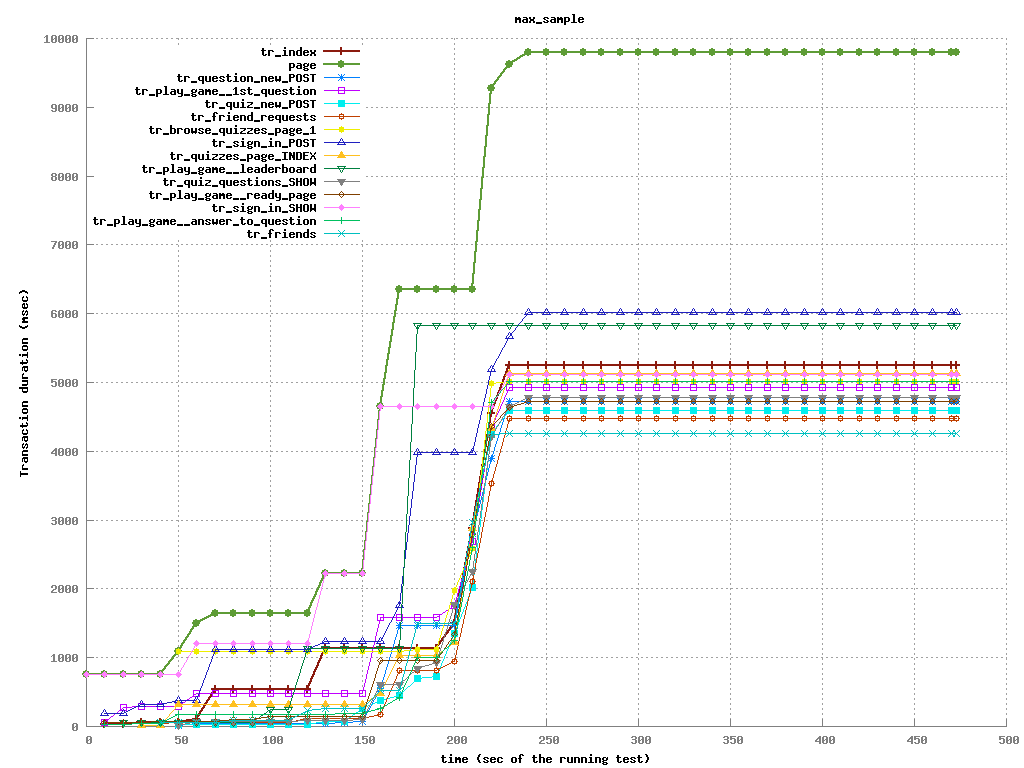 max_sample
10000
9000
8000
7000
6000
5000
4000
3000
2000
1000
0
Transaction duration (msec)
tr_index
page
tr_question_new_POST
tr_play_game__1st_question
tr_quiz_new_POST
tr_friend_requests
tr_browse_quizzes_page_1
tr_sign_in_POST
tr_quizzes_page_INDEX
tr_play_game__leaderboard
tr_quiz_questions_SHOW
tr_play_game__ready_page
tr_sign_in_SHOW
tr_play_game__answer_to_question
tr_friends
0 50 100 150 200 250 300 350 400 450 500
time (sec of the running test)